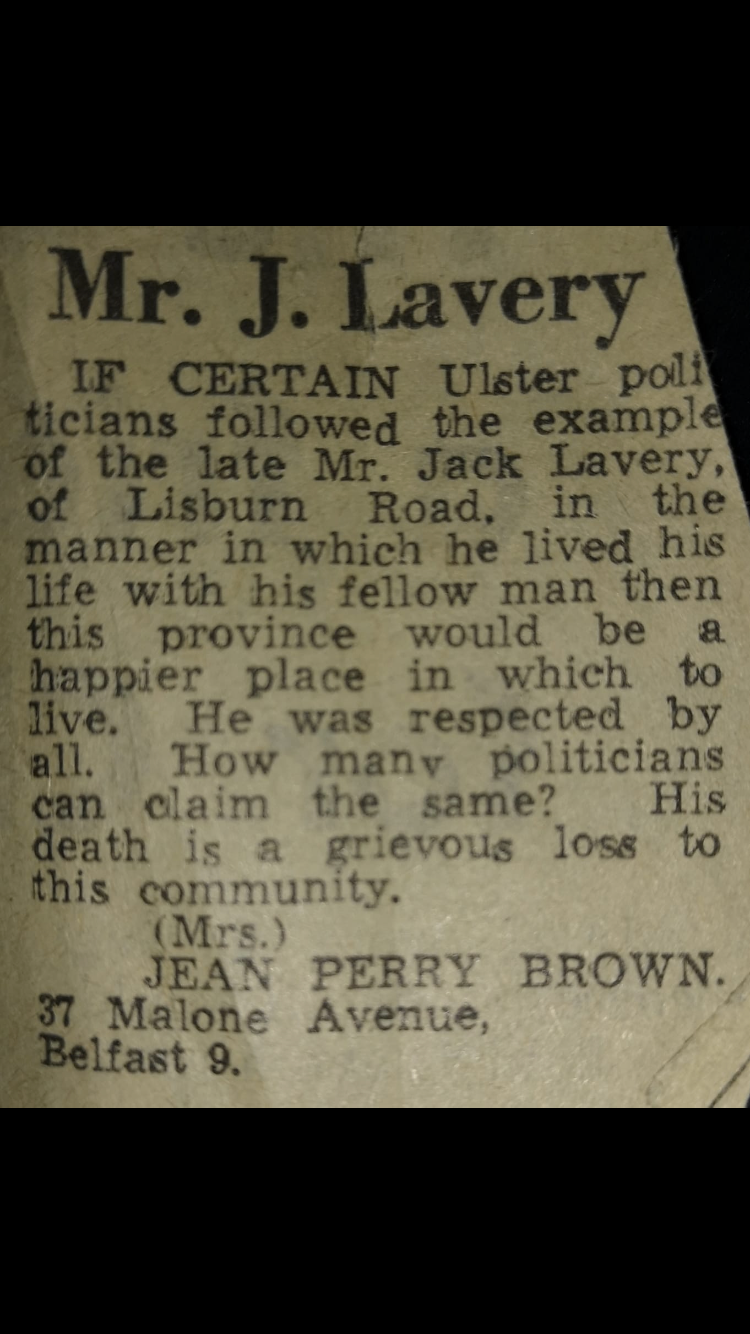 Mr. J. Lavery
IF CERTAIN Ulster poli
ticians followed the example
of the late Mr. Jack Lavery,
of Lisburn Road, in the
manner in which he lived his
life with his fellow man then
this province would be a
happier place in which to
live. He was respected by
all. How many politicians
can claim the same? His
death is a grievous loss to
this community.
(Mrs.)
JEAN PERRY BROWN.
37 Malone Avenue,
Belfast 9.